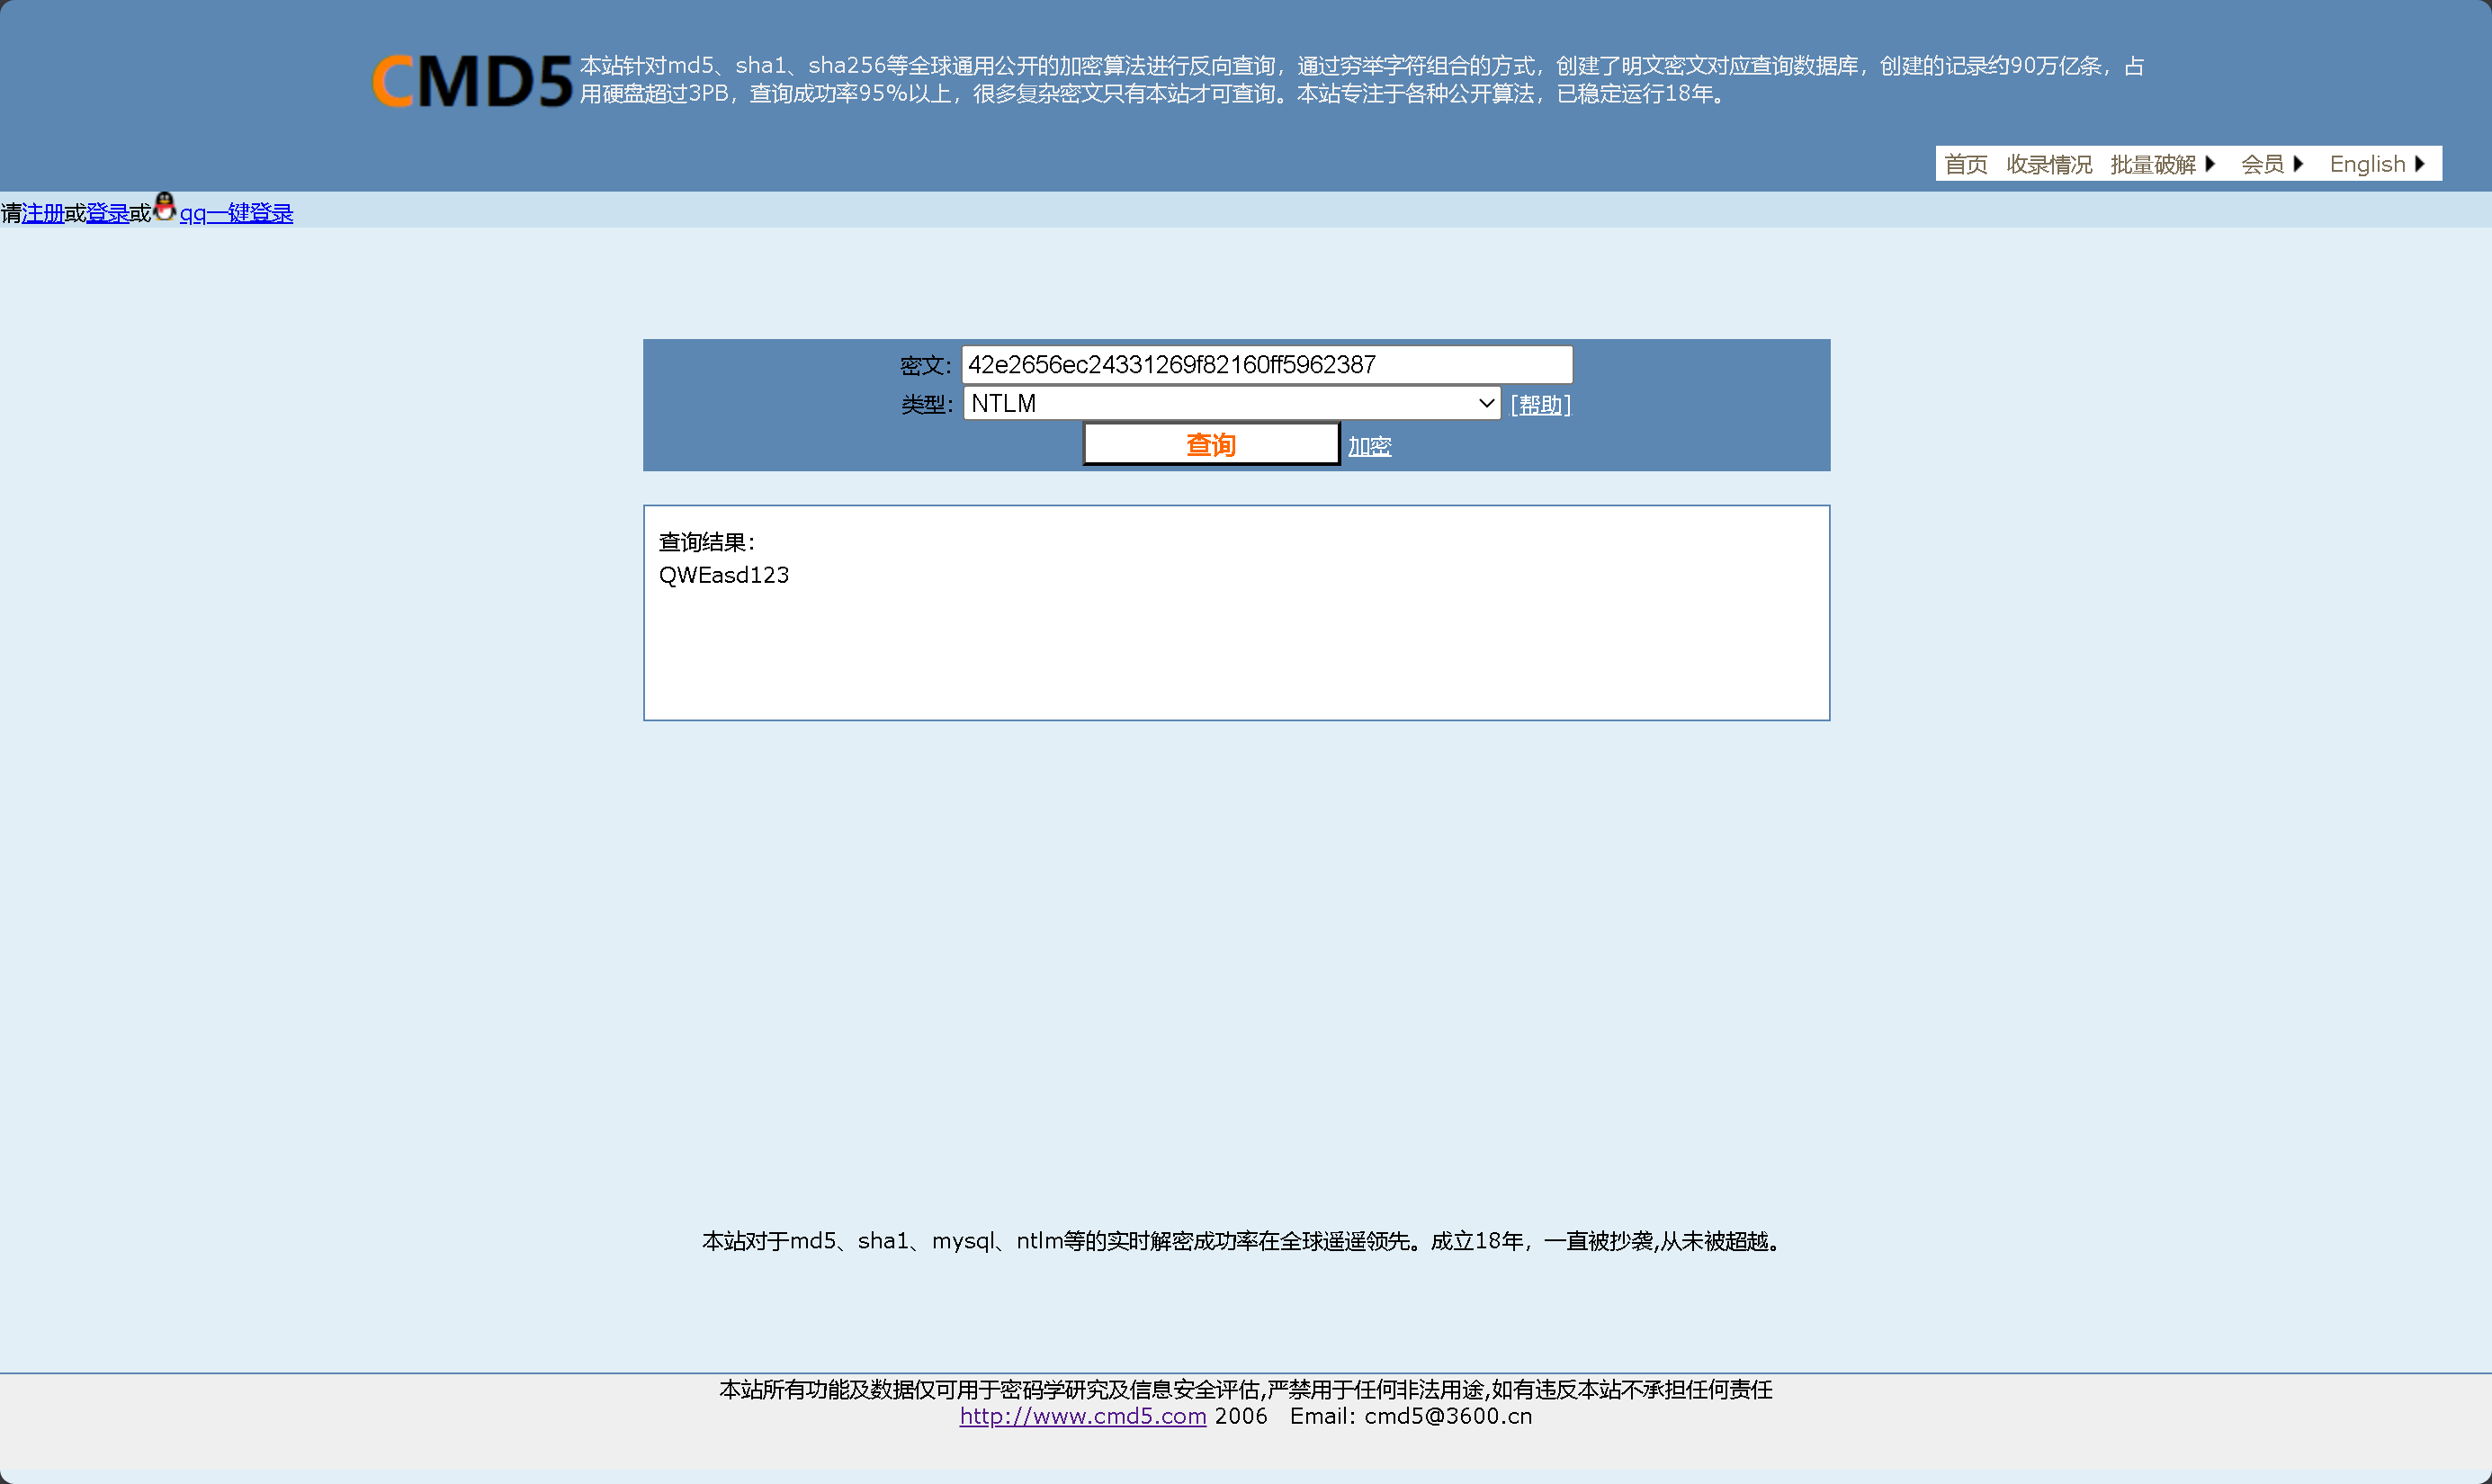 CMD5
本站针对md5、sha1、sha256等全球通用公开的加密算法进行反向查询，通过穷举字符组合的方式，创建了明文密文对应查询数据库，创建的记录约90万亿条，占
用硬盘超过3PB，查询成功率95%以上，很多复杂密文只有本站才可查询。本站专注于各种公开算法，已稳定运行18年。
首页 收录情况 批量破解 会员 English
请注册或登录或qq一键登录
密文: 42e2656ec24331269f82160ff5962387
类型: NTLM [帮助]
查询 加密
查询结果:
QWEasd123
本站对于md5、sha1、mysql、ntlm等的实时解密成功率在全球遥遥领先。成立18年，一直被抄袭,从未被超越。
本站所有功能及数据仅可用于密码学研究及信息安全评估,严禁用于任何非法用途,如有违反本站不承担任何责任
http://www.cmd5.com 2006 Email: cmd5@3600.cn